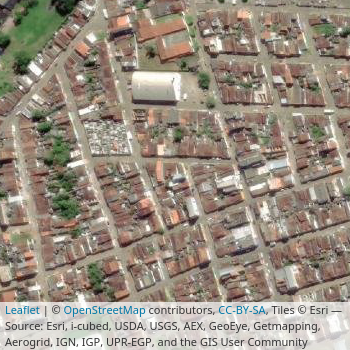 Leaflet | © OpenStreetMap contributors, CC-BY-SA, Tiles © Esri —
Source: Esri, i-cubed, USDA, USGS, AEX, GeoEye, Getmapping,
Aerogrid, IGN, IGP, UPR-EGP, and the GIS User Community